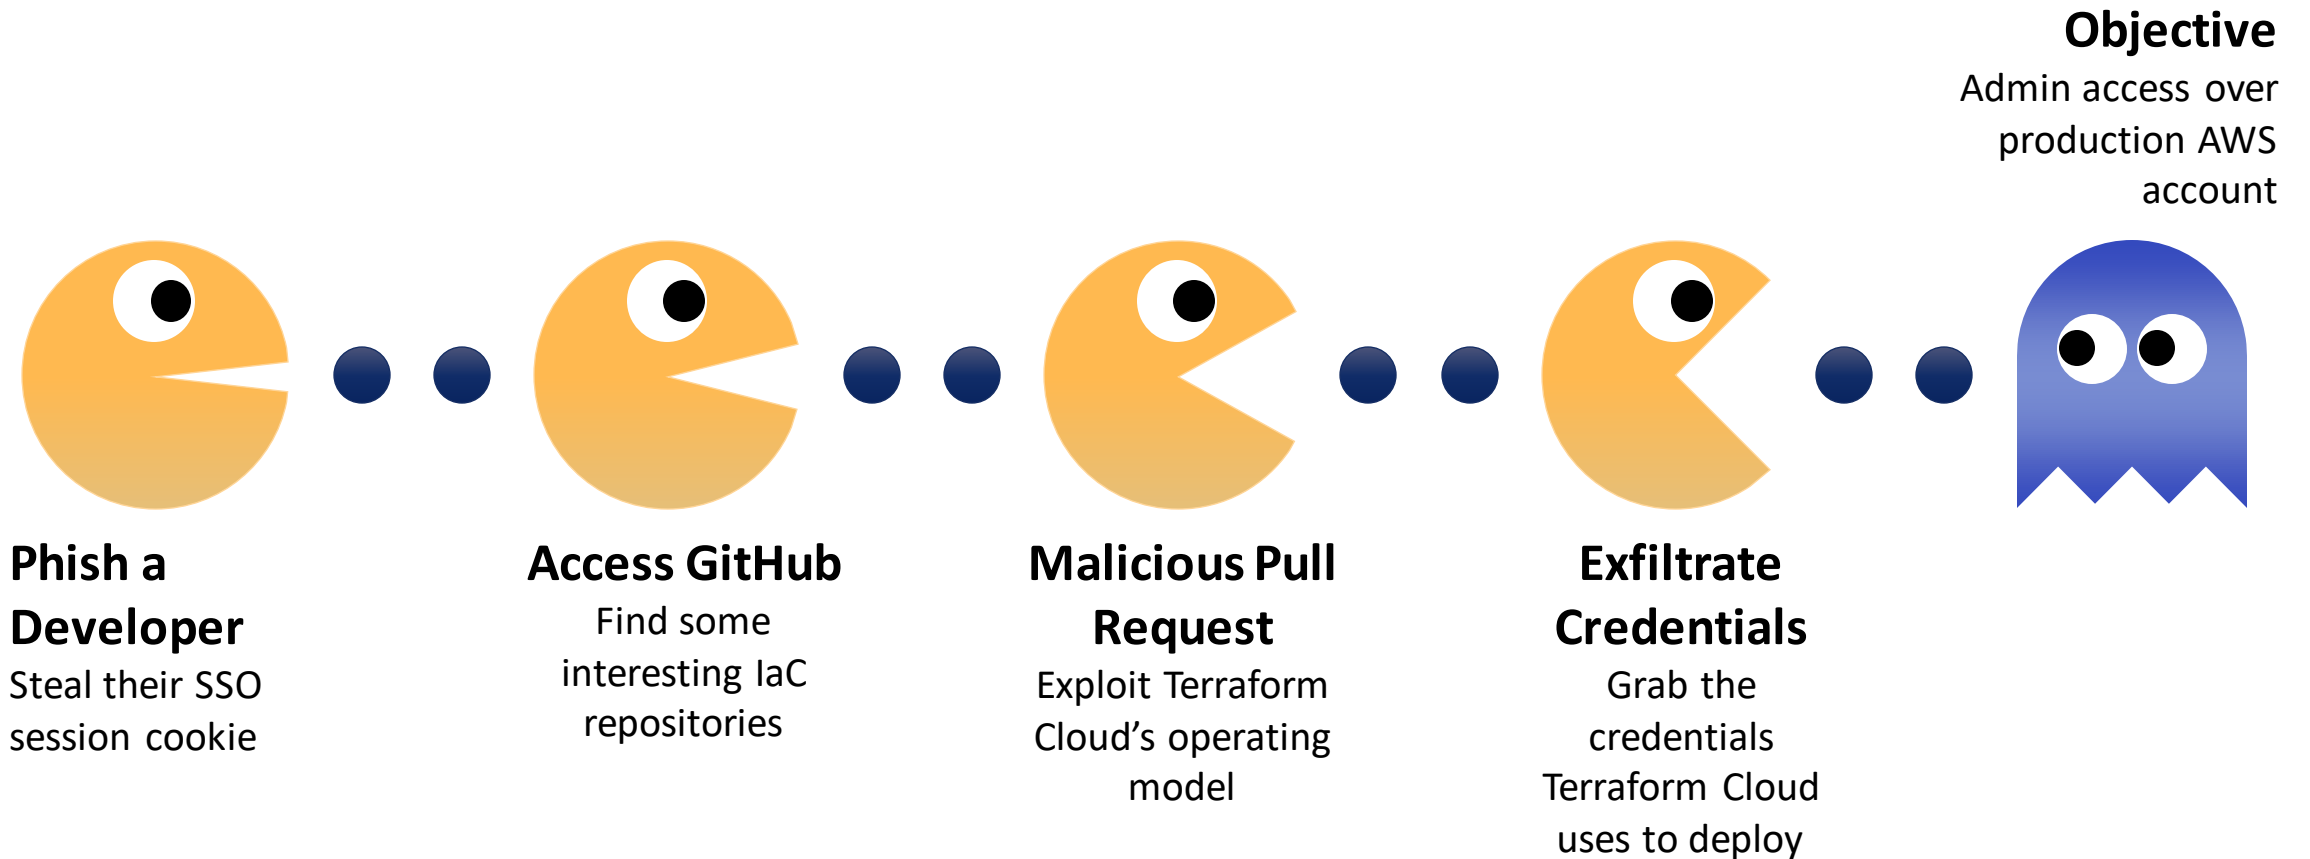 Objective
Admin access over
production AWS
account
Phish a
Developer
Steal their SSO
session cookie
Access GitHub
Find some
interesting IaC
repositories
Malicious Pull
Request
Exploit Terraform
Cloud’s operating
model
Exfiltrate
Credentials
Grab the
credentials
Terraform Cloud
uses to deploy